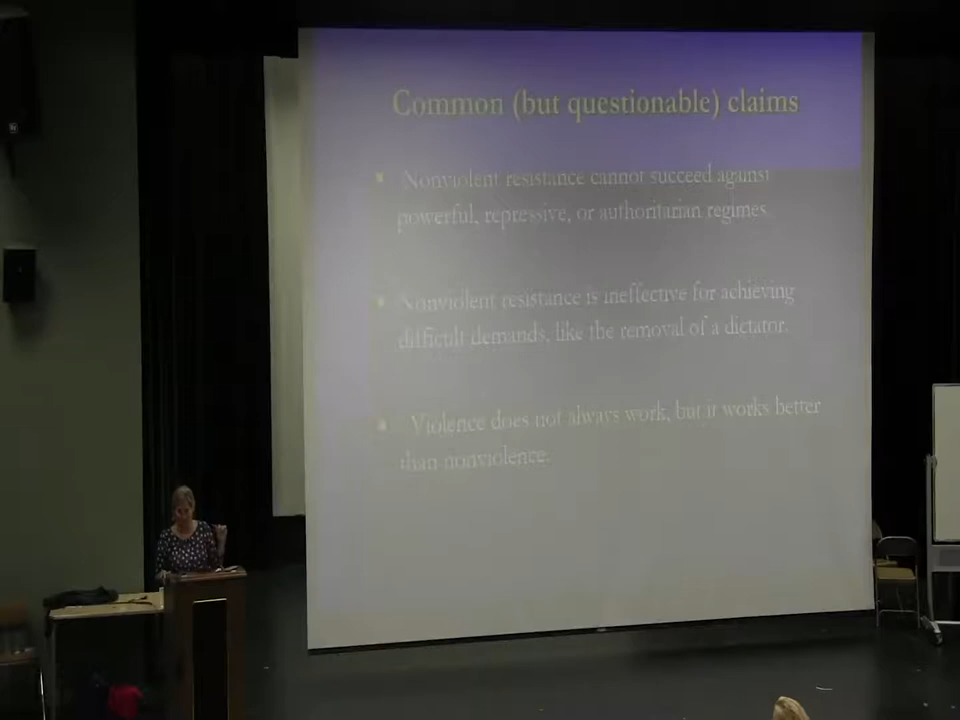 Common (but questionable) claims
Nonviolent resistance cannot succeed against
powerful, repressive, or authoritarian regimes.
Nonviolent resistance is ineffective for achieving
difficult demands, like the removal of a dictator.
Violence does not always work, but it works better
than nonviolence.